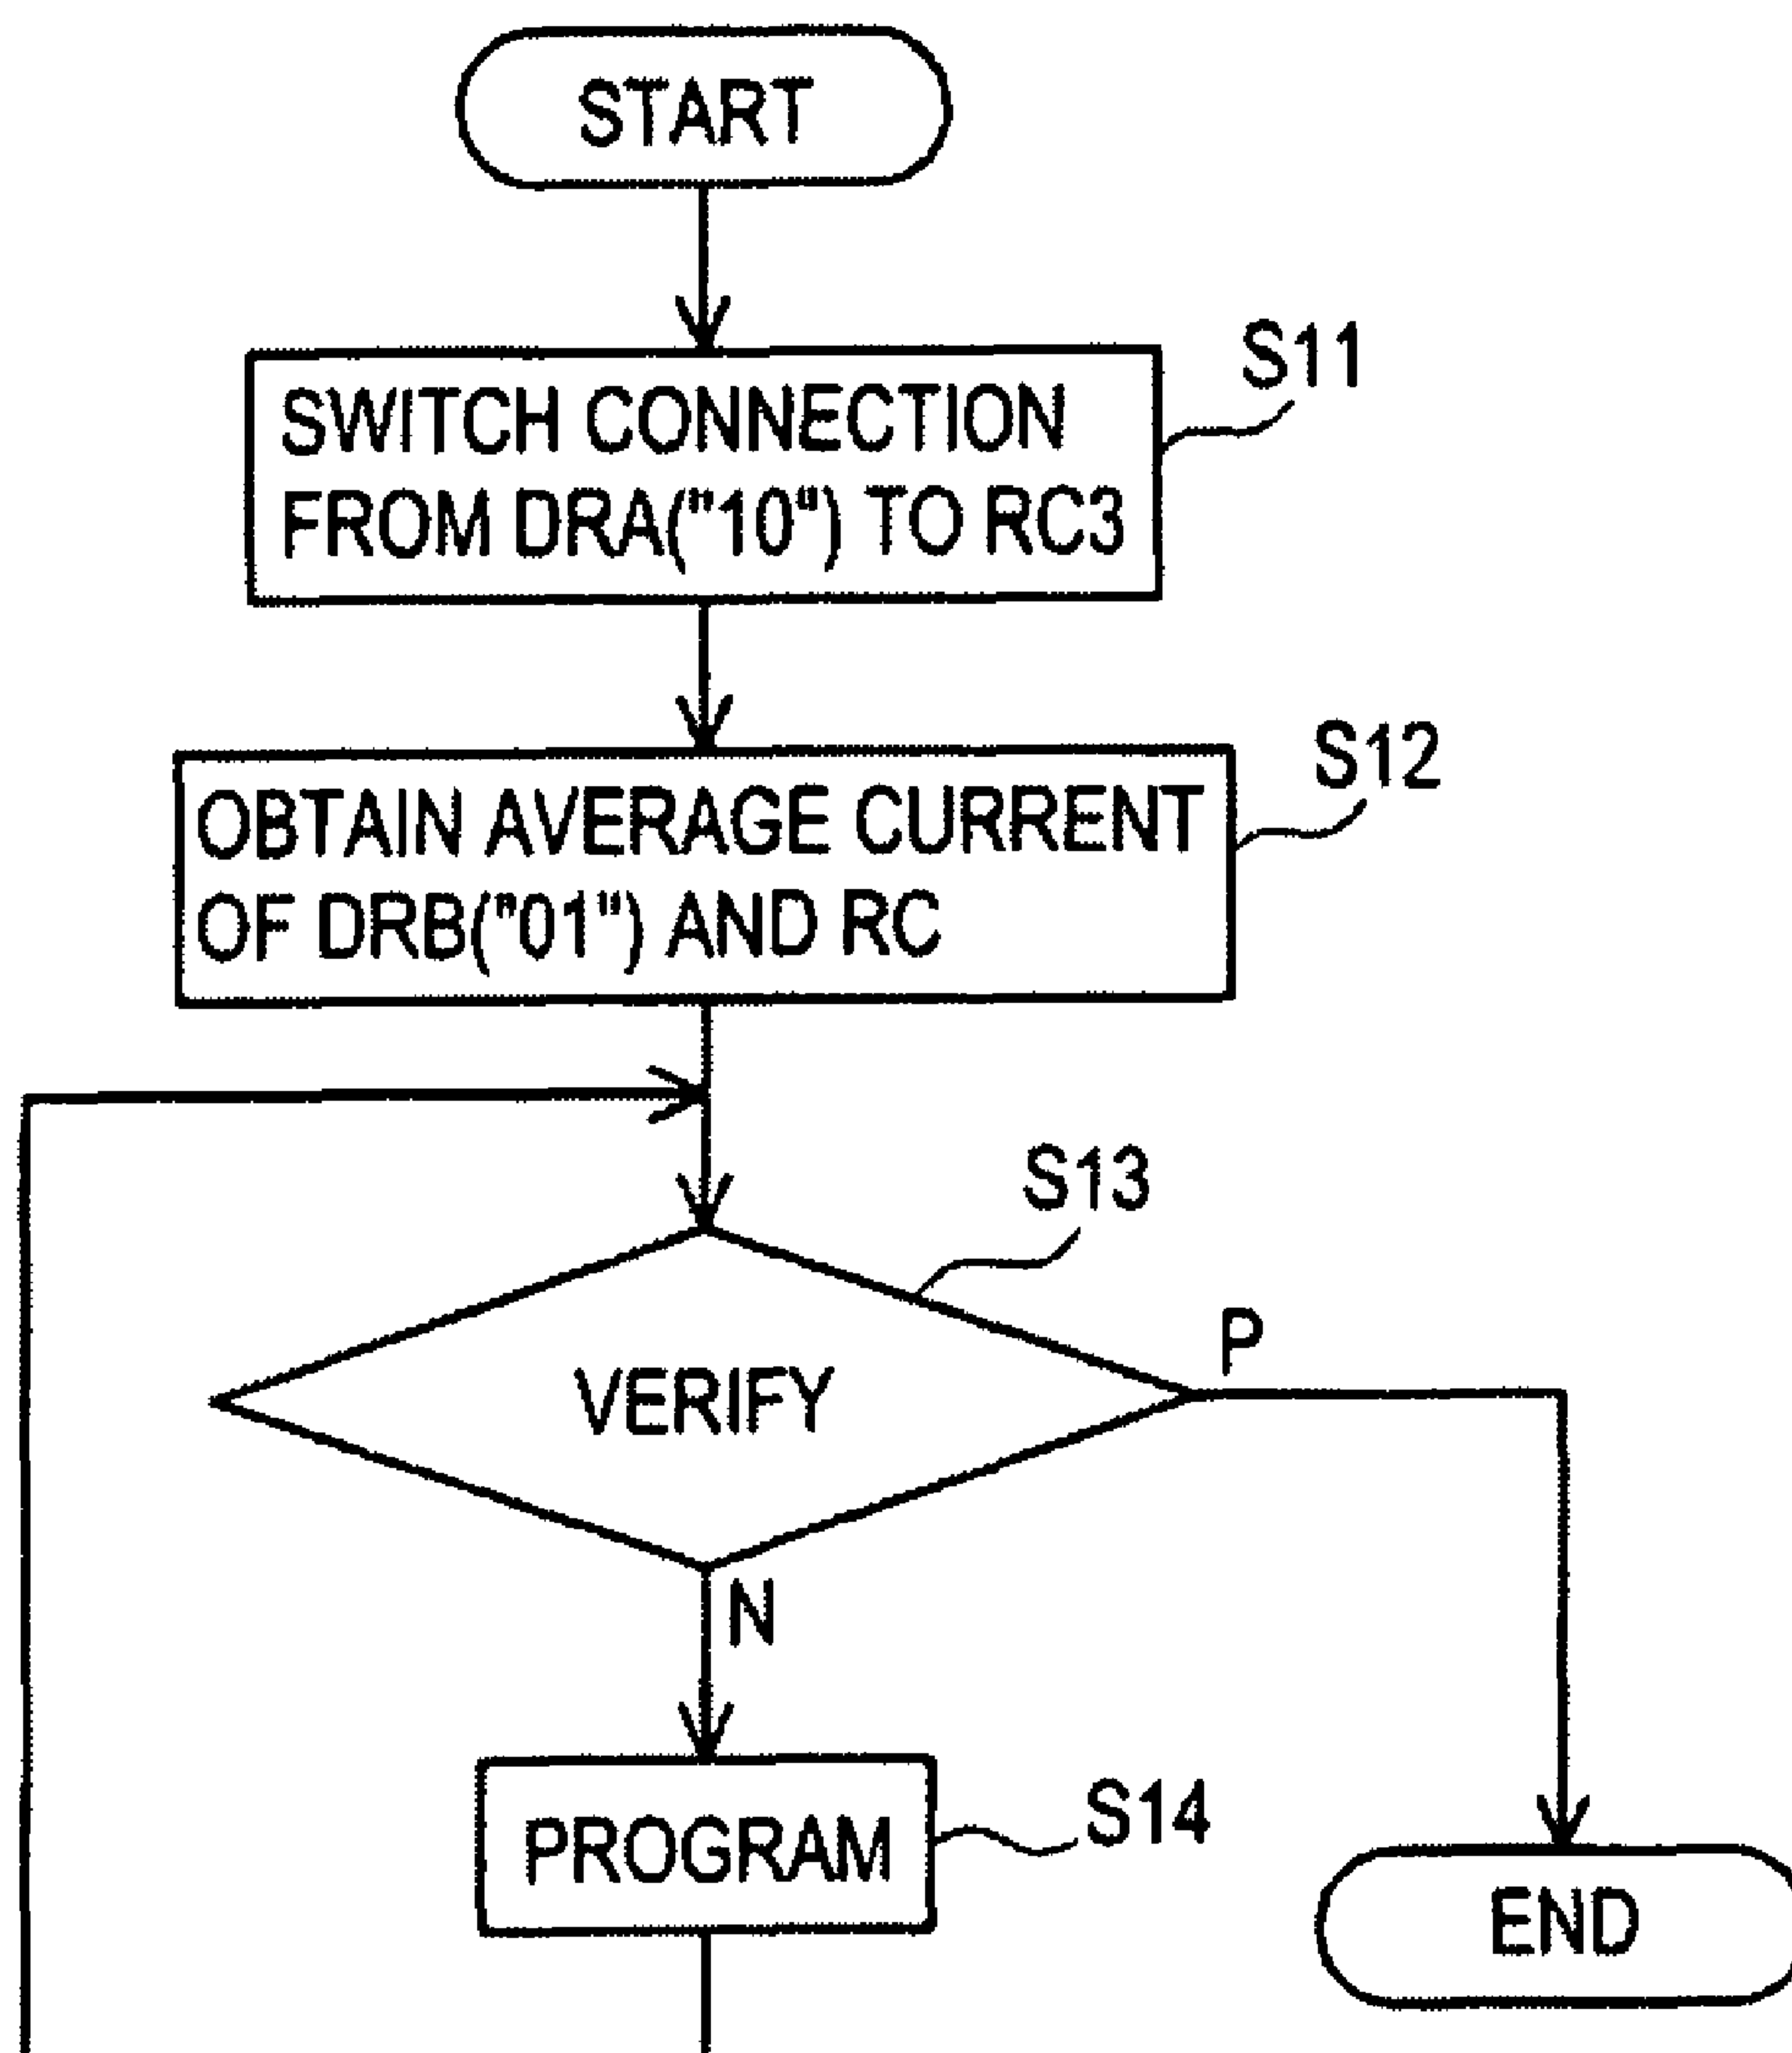 START
S11
SWITCH CONNECTION
FROM DRA("10") TO RC3
S12
OBTAIN AVERAGE CURRENT
OF DRB("01") AND RC
S13
P
VERIFY
N
S14
PROGRAM
END